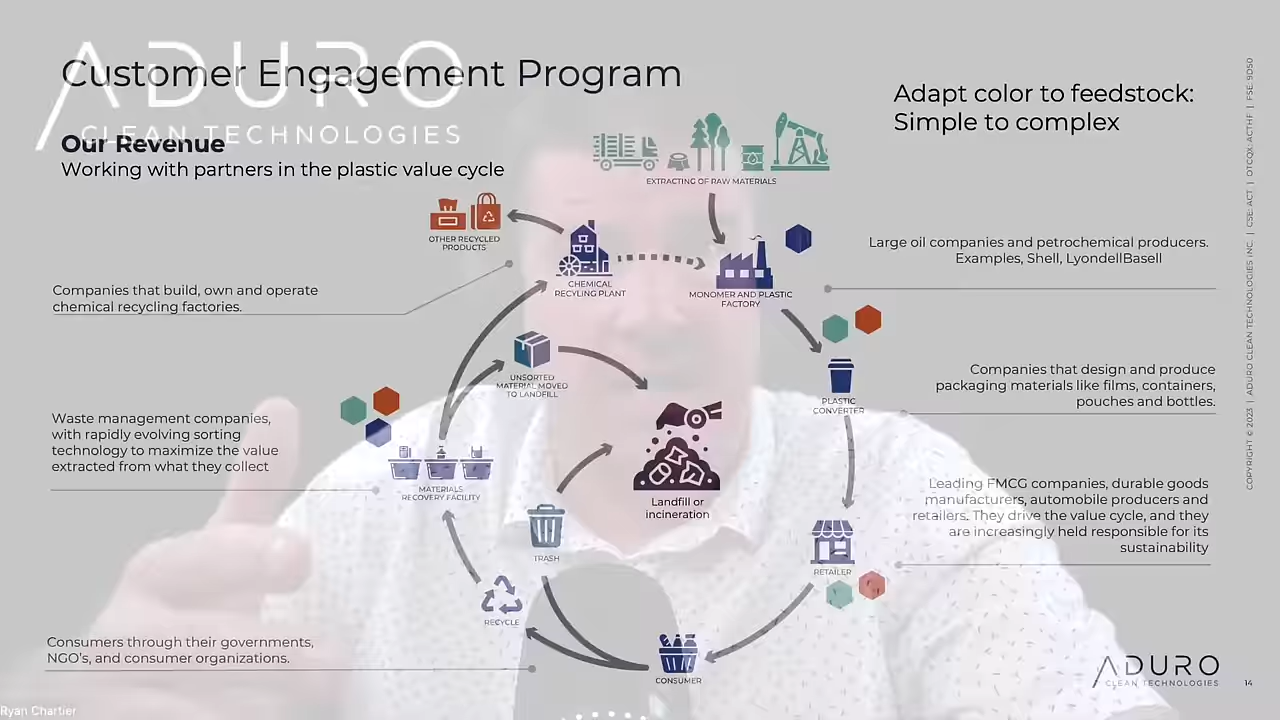 ADURO
CLEAN TECHNOLOGIES
Customer Engagement Program
Our Revenue
Working with partners in the plastic value cycle
Adapt color to feedstock:
Simple to complex
EXTRACTING OF RAW MATERIALS
OTHER RECYCLED
PRODUCTS
CHEMICAL
RECYLING PLANT
MONOMER AND PLASTIC
FACTORY
Large oil companies and petrochemical producers.
Examples, Shell, LyondellBasell
Companies that build, own and operate
chemical recycling factories.
UNSORTED
MATERIAL MOVED
TO LANDFILL
PLASTIC
CONVERTER
Companies that design and produce
packaging materials like films, containers,
pouches and bottles.
Waste management companies,
with rapidly evolving sorting
technology to maximize the value
extracted from what they collect
MATERIALS
RECOVERY FACILITY
Landfill or
incineration
TRASH
Leading FMCG companies, durable goods
manufacturers, automobile producers and
retailers. They drive the value cycle, and they
are increasingly held responsible for its
sustainability
RETAILER
RECYCLE
Consumers through their governments,
NGO's, and consumer organizations.
CONSUMER
ADURO
CLEAN TECHNOLOGIES
14
COPYRIGHT © 2023 | ADURO CLEAN TECHNOLOGIES INC. | CSE: ACT | OTCQX: ACTHF | FSE: 9D50
Ryan Chartier